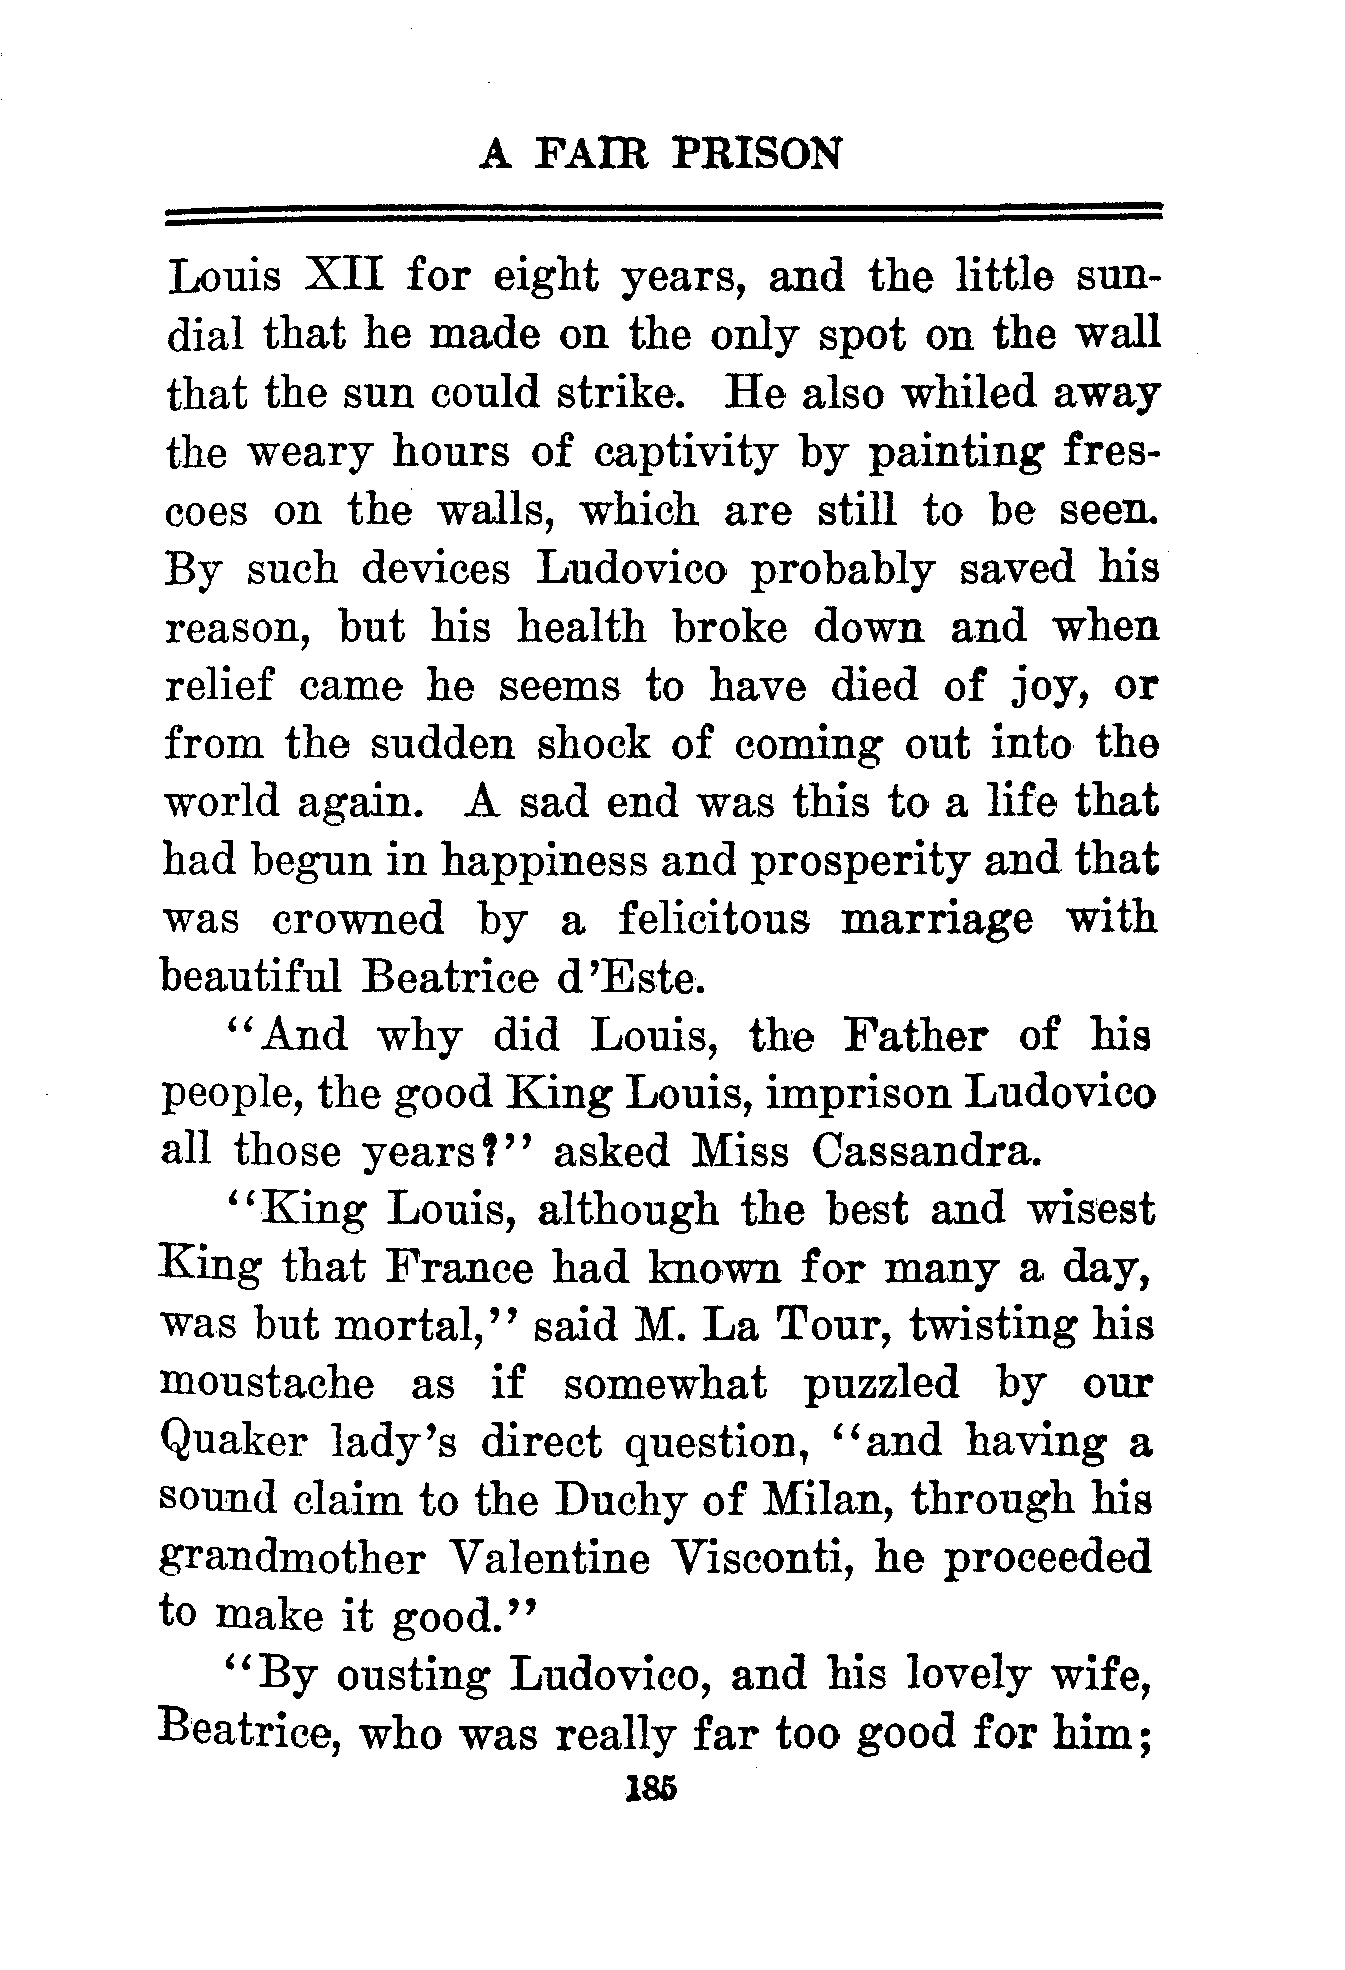 A FAIR PRISON
Louis XII for eight years, and the little sun-
dial that he made on the only spot on the wall
that the sun could strike. He also whiled away
the weary hours of captivity by painting fres-
coes on the walls, which are still to be seen.
By such devices Ludovico probably saved his
reason, but his health broke down and when
relief came he seems to have died of joy, or
from the sudden shock of coming out into the
world again. A sad end was this to a life that
had begun in happiness and prosperity and that
was crowned by a felicitous marriage with
beautiful Beatrice d'Este.
"And why did Louis, the Father of his
people, the good King Louis, imprison Ludovico
all those years?" asked Miss Cassandra.
"King Louis, although the best and wisest
King that France had known for many a day,
was but mortal," said M. La Tour, twisting his
moustache as if somewhat puzzled by our
Quaker lady's direct question, "and having a
sound claim to the Duchy of Milan, through his
grandmother Valentine Visconti, he proceeded
to make it good."
"By ousting Ludovico, and his lovely wife,
Beatrice, who was really far too good for him;
185